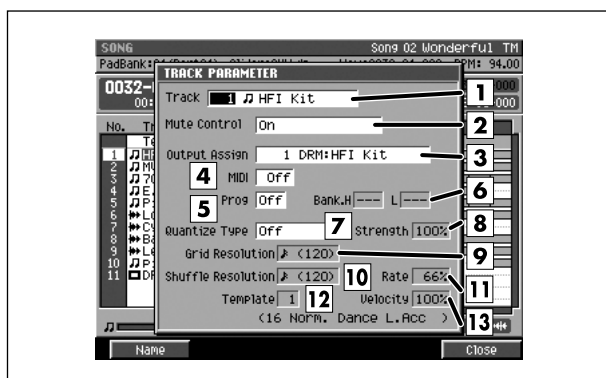 SONG Song 02 Wonderful TM
PadBank: BPM: 94.00
TRACK PARAMETER
0032-
00:
Track 1 HFI Kit 1
Mute Control On 2
No.
Output Assign 1 DRM:HFI Kit 3
4 MIDI Off
5 Prog Off Bank.H --- L --- 6
7
Quantize Type Off Strength 100% 8
Grid Resolution (120) 9
Shuffle Resolution (120) 10 Rate 66% 11
Template 1 12 Velocity 100% 13
(16 Norm. Dance L.Acc )
1
2
3
4
5
6
7
8
9
10
11
Name Close